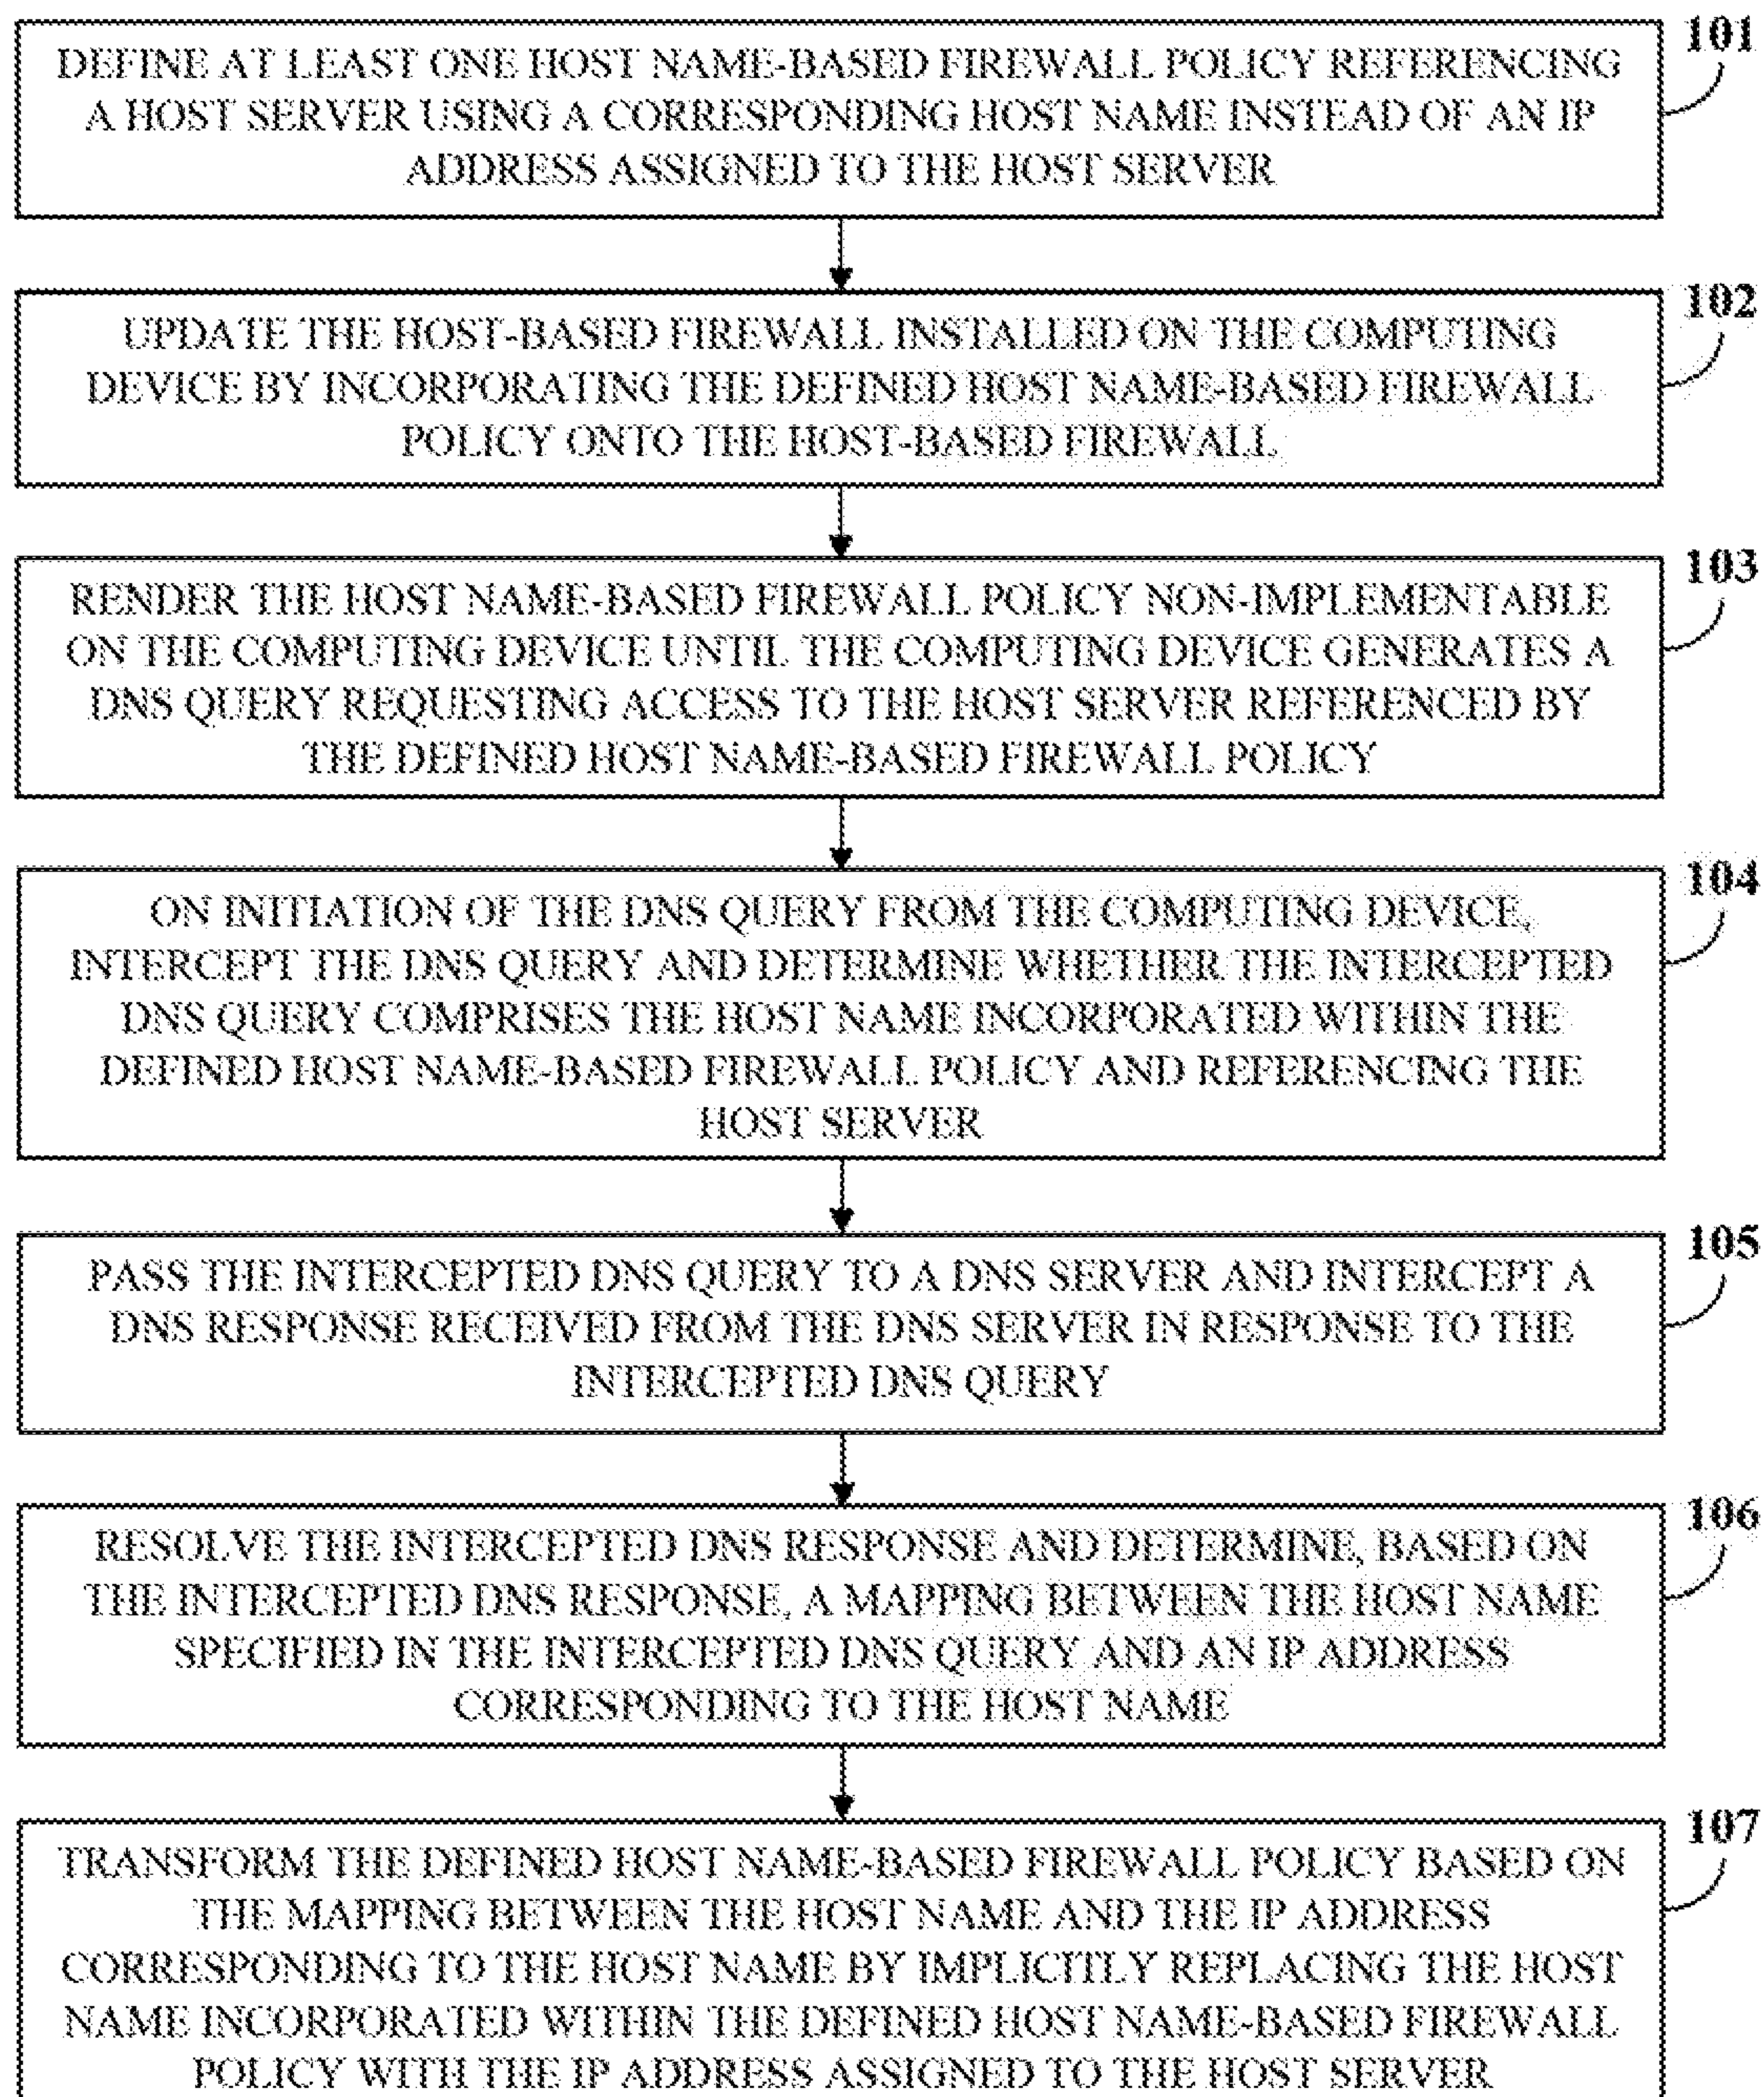 101
DEFINE AT LEAST ONE HOST NAME-BASED FIREWALL POLICY REFERENCING
A HOST SERVER USING A CORRESPONDING HOST NAME INSTEAD OF AN IP
ADDRESS ASSIGNED TO THE HOST SERVER
102
UPDATE THE HOST-BASED FIREWALL INSTALLED ON THE COMPUTING
DEVICE BY INCORPORATING THE DEFINED HOST NAME-BASED FIREWALL
POLICY ONTO THE HOST-BASED FIREWALL
103
RENDER THE HOST NAME-BASED FIREWALL POLICY NON-IMPLEMENTABLE
ON THE COMPUTING DEVICE UNTIL THE COMPUTING DEVICE GENERATES A
DNS QUERY REQUESTING ACCESS TO THE HOST SERVER REFERENCED BY
THE DEFINED HOST NAME-BASED FIREWALL POLICY
104
ON INITIATION OF THE DNS QUERY FROM THE COMPUTING DEVICE,
INTERCEPT THE DNS QUERY AND DETERMINE WHETHER THE INTERCEPTED
DNS QUERY COMPRISES THE HOST NAME INCORPORATED WITHIN THE
DEFINED HOST NAME-BASED FIREWALL POLICY AND REFERENCING THE
HOST SERVER
105
PASS THE INTERCEPTED DNS QUERY TO A DNS SERVER AND INTERCEPT A
DNS RESPONSE RECEIVED FROM THE DNS SERVER IN RESPONSE TO THE
INTERCEPTED DNS QUERY
106
RESOLVE THE INTERCEPTED DNS RESPONSE AND DETERMINE, BASED ON
THE INTERCEPTED DNS RESPONSE, A MAPPING BETWEEN THE HOST NAME
SPECIFIED IN THE INTERCEPTED DNS QUERY AND AN IP ADDRESS
CORRESPONDING TO THE HOST NAME
107
TRANSFORM THE DEFINED HOST NAME-BASED FIREWALL POLICY BASED ON
THE MAPPING BETWEEN THE HOST NAME AND THE IP ADDRESS
CORRESPONDING TO THE HOST NAME BY IMPLICITLY REPLACING THE HOST
NAME INCORPORATED WITHIN THE DEFINED HOST NAME-BASED FIREWALL
POLICY WITH THE IP ADDRESS ASSIGNED TO THE HOST SERVER